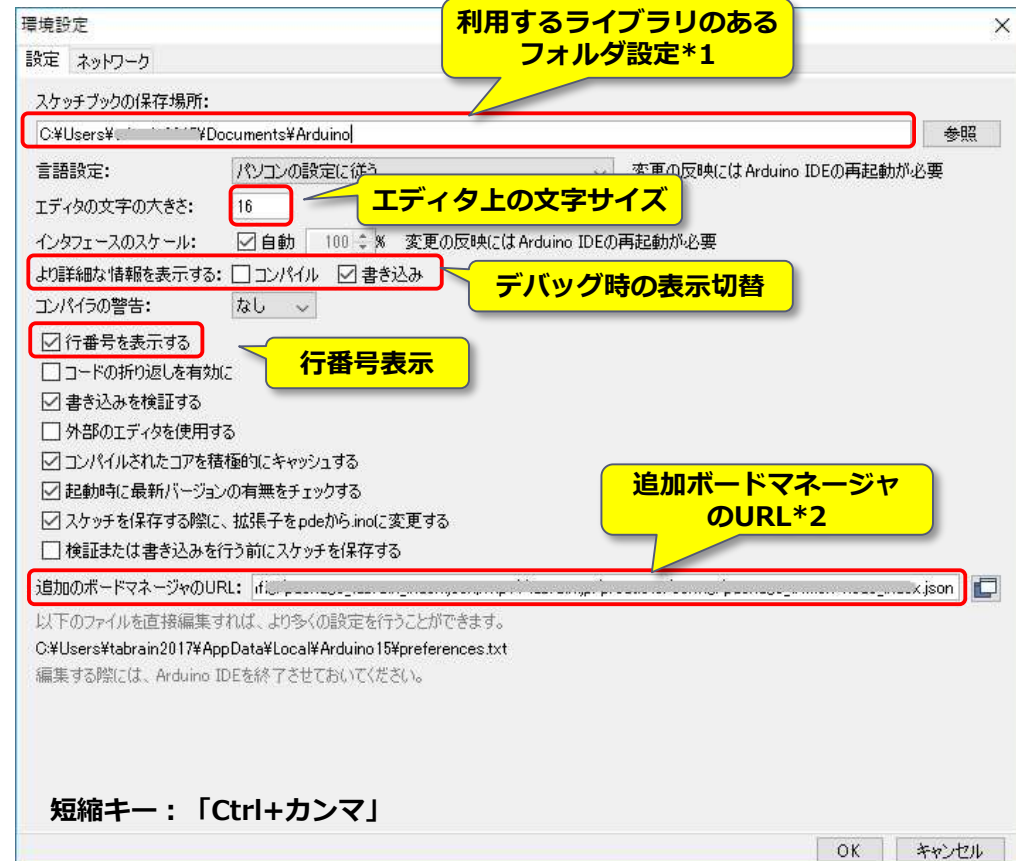 環境設定
利用するライブラリのある
フォルダ設定*1
設定 ネットワーク
スケッチブックの保存場所:
C:¥Users¥ ¥Documents¥Arduino
参照
言語設定: パソコンの設定に従う 変更の反映にはArduino IDEの再起動が必要
エディタの文字の大きさ: 16
エディタ上の文字サイズ
インタフェースのスケール: 自動 100 % 変更の反映にはArduino IDEの再起動が必要
より詳細な情報を表示する: コンパイル 書き込み
デバッグ時の表示切替
コンパイラの警告: なし
行番号を表示する
行番号表示
コードの折り返しを有効に
書き込みを検証する
外部のエディタを使用する
コンパイルされたコアを積極的にキャッシュする
起動時に最新バージョンの有無をチェックする
スケッチを保存する際に、拡張子をpdeから.inoに変更する
検証または書き込みを行う前にスケッチを保存する
追加ボードマネージャ
のURL*2
追加のボードマネージャのURL: .json
以下のファイルを直接編集すれば、より多くの設定を行うことができます。
C:¥Users¥tabrain2017¥AppData¥Local¥Arduino15¥preferences.txt
編集する際には、Arduino IDEを終了させておいてください。
短縮キー：「Ctrl+カンマ」
OK キャンセル